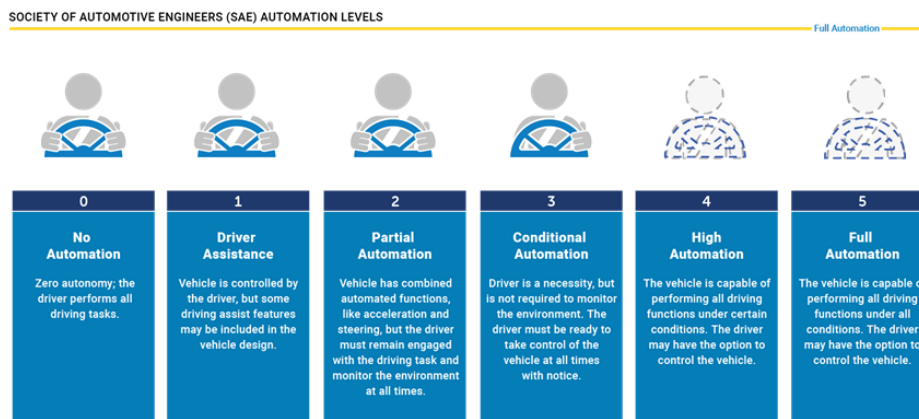 SOCIETY OF AUTOMOTIVE ENGINEERS (SAE) AUTOMATION LEVELS
Full Automation
0
No
Automation
Zero autonomy; the
driver performs all
driving tasks.
1
Driver
Assistance
Vehicle is controlled by
the driver, but some
driving assist features
may be included in the
vehicle design.
2
Partial
Automation
Vehicle has combined
automated functions,
like acceleration and
steering, but the driver
must remain engaged
with the driving task and
monitor the environment
at all times.
3
Conditional
Automation
Driver is a necessity, but
is not required to monitor
the environment. The
driver must be ready to
take control of the
vehicle at all times
with notice.
4
High
Automation
The vehicle is capable of
performing all driving
functions under certain
conditions. The driver
may have the option to
control the vehicle.
5
Full
Automation
The vehicle is capable of
performing all driving
functions under all
conditions. The driver
may have the option to
control the vehicle.